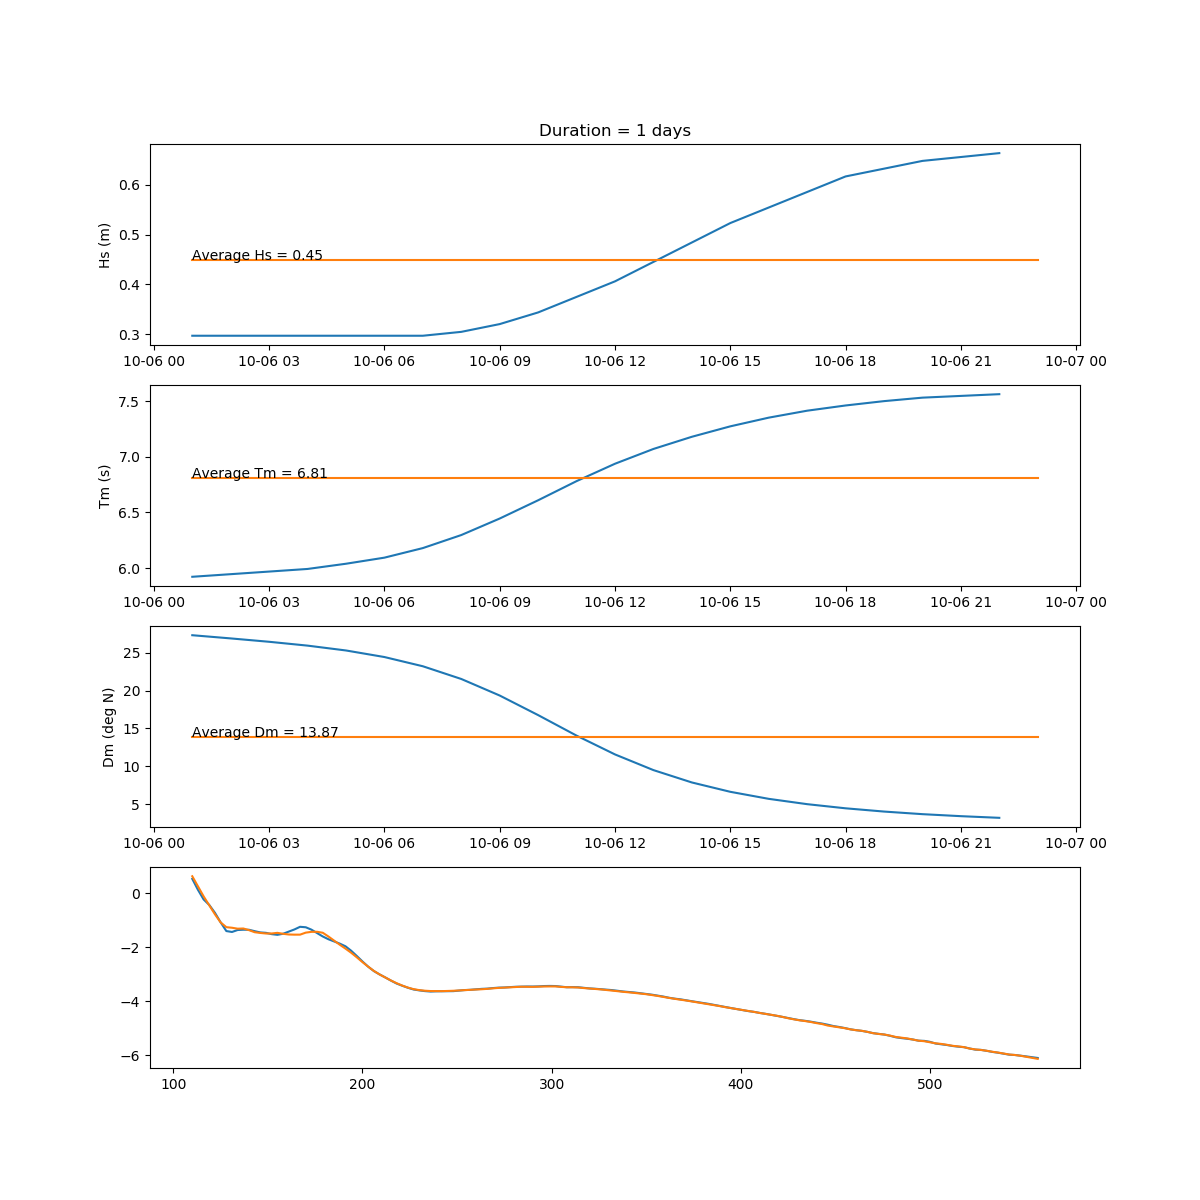 Duration = 1 days
Hs (m)
0.6
0.5
0.4
0.3
Average Hs = 0.45
10-06 00 10-06 03 10-06 06 10-06 09 10-06 12 10-06 15 10-06 18 10-06 21 10-07 00
Tm (s)
7.5
7.0
6.5
6.0
Average Tm = 6.81
10-06 00 10-06 03 10-06 06 10-06 09 10-06 12 10-06 15 10-06 18 10-06 21 10-07 00
Dm (deg N)
25
20
15
10
5
Average Dm = 13.87
10-06 00 10-06 03 10-06 06 10-06 09 10-06 12 10-06 15 10-06 18 10-06 21 10-07 00
0
−2
−4
−6
100 200 300 400 500